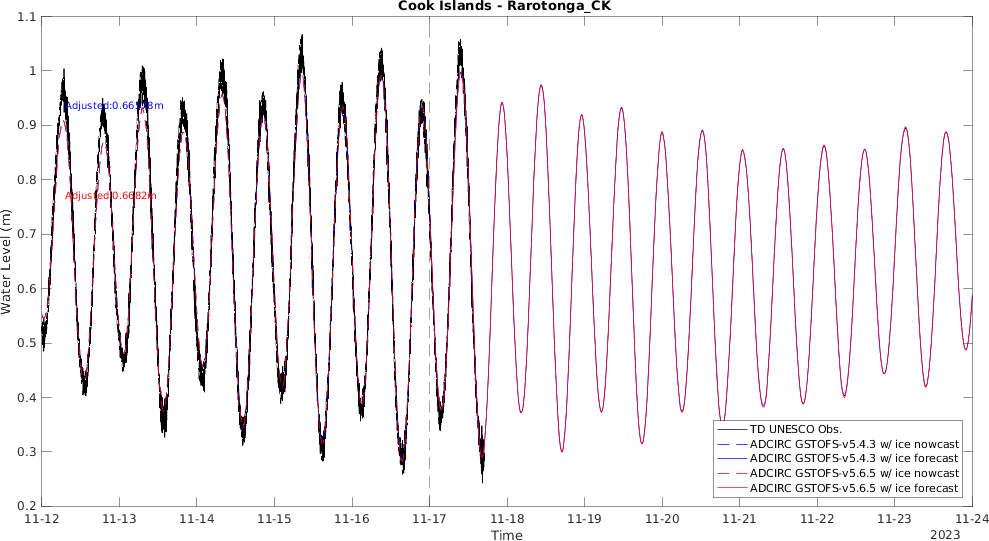 Cook Islands - Rarotonga_CK
1.1
1
0.9
0.8
0.7
0.6
0.5
0.4
0.3
0.2
Water Level (m)
Adjusted:0.6682m
11-12
11-13
11-14
11-15
11-16
11-17
11-18
11-19
11-20
11-21
11-22
11-23
11-24
Time
2023
TD UNESCO Obs.
ADCIRC GSTOFS-v5.4.3 w/ ice nowcast
ADCIRC GSTOFS-v5.4.3 w/ ice forecast
ADCIRC GSTOFS-v5.6.5 w/ ice nowcast
ADCIRC GSTOFS-v5.6.5 w/ ice forecast